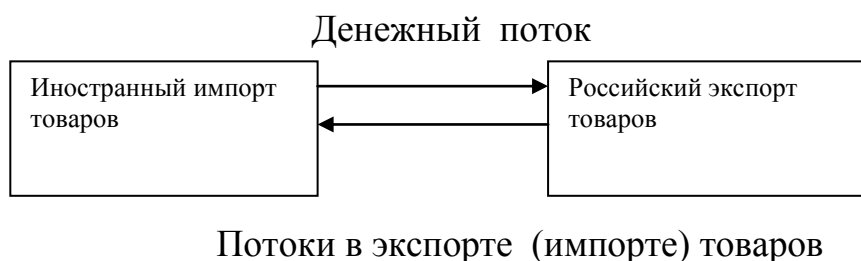 Денежный поток
Иностранный импорт
товаров
Российский экспорт
товаров
Потоки в экспорте (импорте) товаров